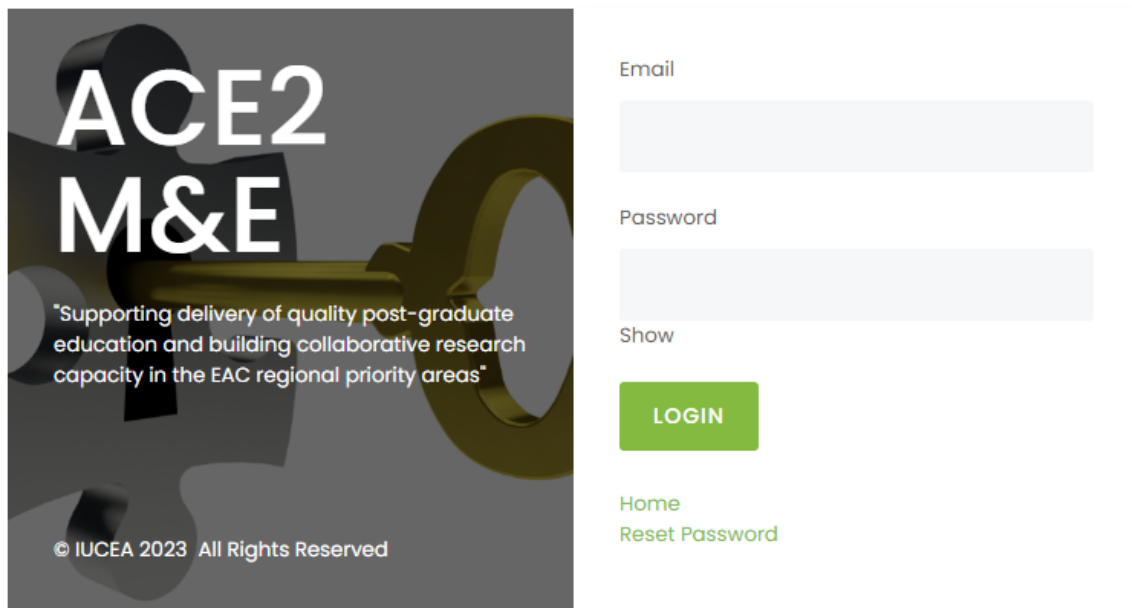 ACE2
M&E
"Supporting delivery of quality post-graduate
education and building collaborative research
capacity in the EAC regional priority areas"
© IUCEA 2023 All Rights Reserved
Email
Password
Show
LOGIN
Home
Reset Password